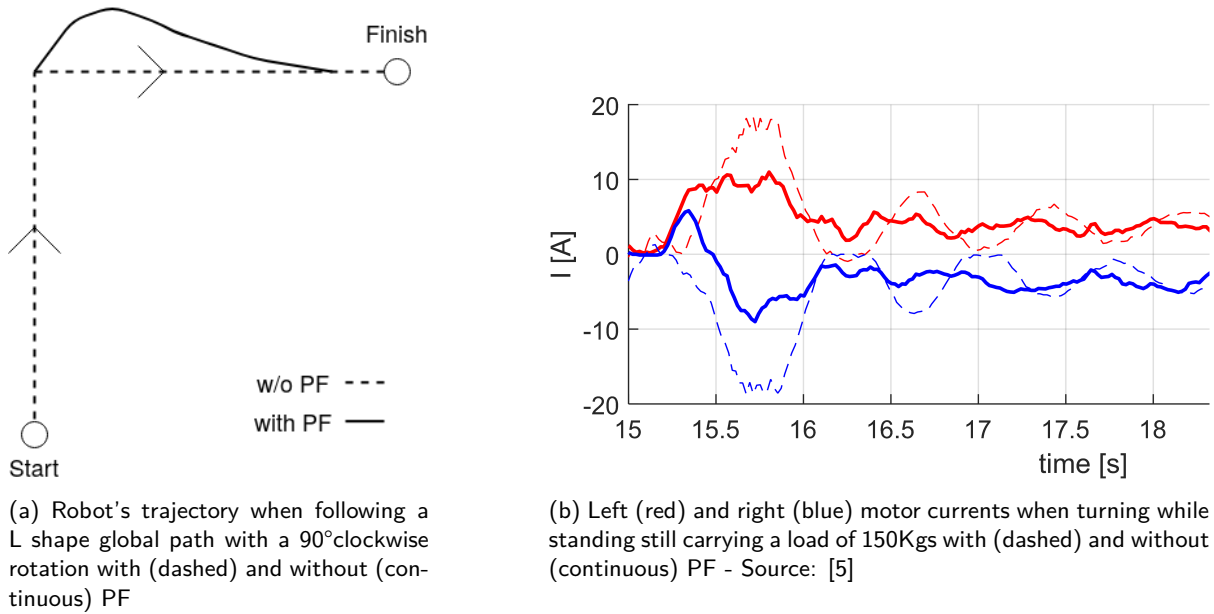 Finish
w/o PF
with PF
Start
20
10
0
-10
-20
I [A]
15 15.5 16 16.5 17 17.5 18
time [s]
(a) Robot's trajectory when following a
L shape global path with a 90°clockwise
rotation with (dashed) and without (con-
tinuous) PF
(b) Left (red) and right (blue) motor currents when turning while
standing still carrying a load of 150Kgs with (dashed) and without
(continuous) PF - Source: [5]